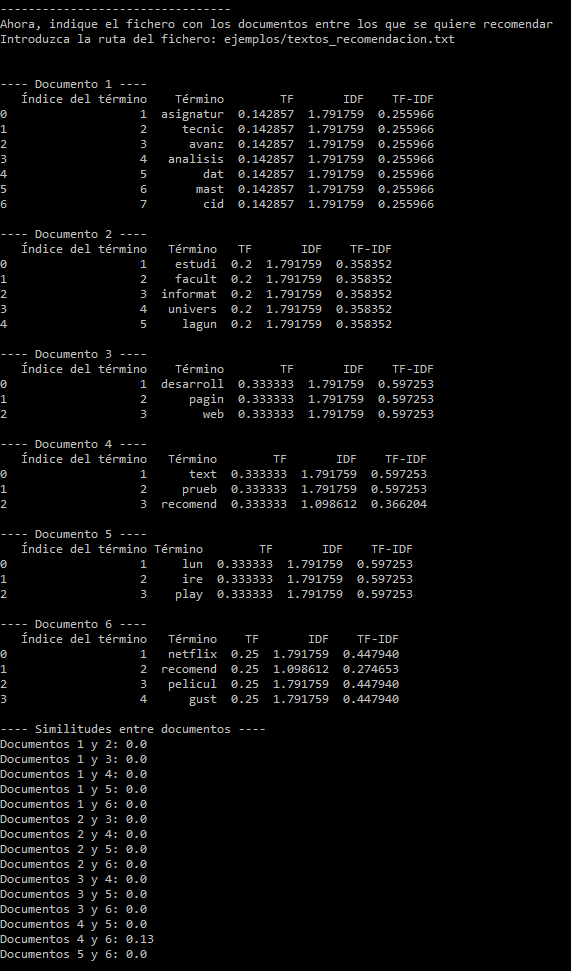 -------------------------------
Ahora, indique el fichero con los documentos entre los que se quiere recomendar
Introduzca la ruta del fichero: ejemplos/textos_recomendacion.txt
---- Documento 1 ----
   Índice del término    Término        TF       IDF    TF-IDF
0                   1  asignatur  0.142857  1.791759  0.255966
1                   2     tecnic  0.142857  1.791759  0.255966
2                   3      avanz  0.142857  1.791759  0.255966
3                   4   analisis  0.142857  1.791759  0.255966
4                   5        dat  0.142857  1.791759  0.255966
5                   6       mast  0.142857  1.791759  0.255966
6                   7        cid  0.142857  1.791759  0.255966
---- Documento 2 ----
   Índice del término   Término   TF       IDF    TF-IDF
0                   1    estudi  0.2  1.791759  0.358352
1                   2    facult  0.2  1.791759  0.358352
2                   3  informat  0.2  1.791759  0.358352
3                   4   univers  0.2  1.791759  0.358352
4                   5     lagun  0.2  1.791759  0.358352
---- Documento 3 ----
   Índice del término    Término        TF       IDF    TF-IDF
0                   1  desarroll  0.333333  1.791759  0.597253
1                   2      pagin  0.333333  1.791759  0.597253
2                   3        web  0.333333  1.791759  0.597253
---- Documento 4 ----
   Índice del término   Término        TF       IDF    TF-IDF
0                   1      text  0.333333  1.791759  0.597253
1                   2     prueb  0.333333  1.791759  0.597253
2                   3  recomend  0.333333  1.098612  0.366204
---- Documento 5 ----
   Índice del término Término        TF       IDF    TF-IDF
0                   1     lun  0.333333  1.791759  0.597253
1                   2     ire  0.333333  1.791759  0.597253
2                   3    play  0.333333  1.791759  0.597253
---- Documento 6 ----
   Índice del término   Término    TF       IDF    TF-IDF
0                   1   netflix  0.25  1.791759  0.447940
1                   2  recomend  0.25  1.098612  0.274653
2                   3   pelicul  0.25  1.791759  0.447940
3                   4      gust  0.25  1.791759  0.447940
---- Similitudes entre documentos ----
Documentos 1 y 2: 0.0
Documentos 1 y 3: 0.0
Documentos 1 y 4: 0.0
Documentos 1 y 5: 0.0
Documentos 1 y 6: 0.0
Documentos 2 y 3: 0.0
Documentos 2 y 4: 0.0
Documentos 2 y 5: 0.0
Documentos 2 y 6: 0.0
Documentos 3 y 4: 0.0
Documentos 3 y 5: 0.0
Documentos 3 y 6: 0.0
Documentos 4 y 5: 0.0
Documentos 4 y 6: 0.13
Documentos 5 y 6: 0.0